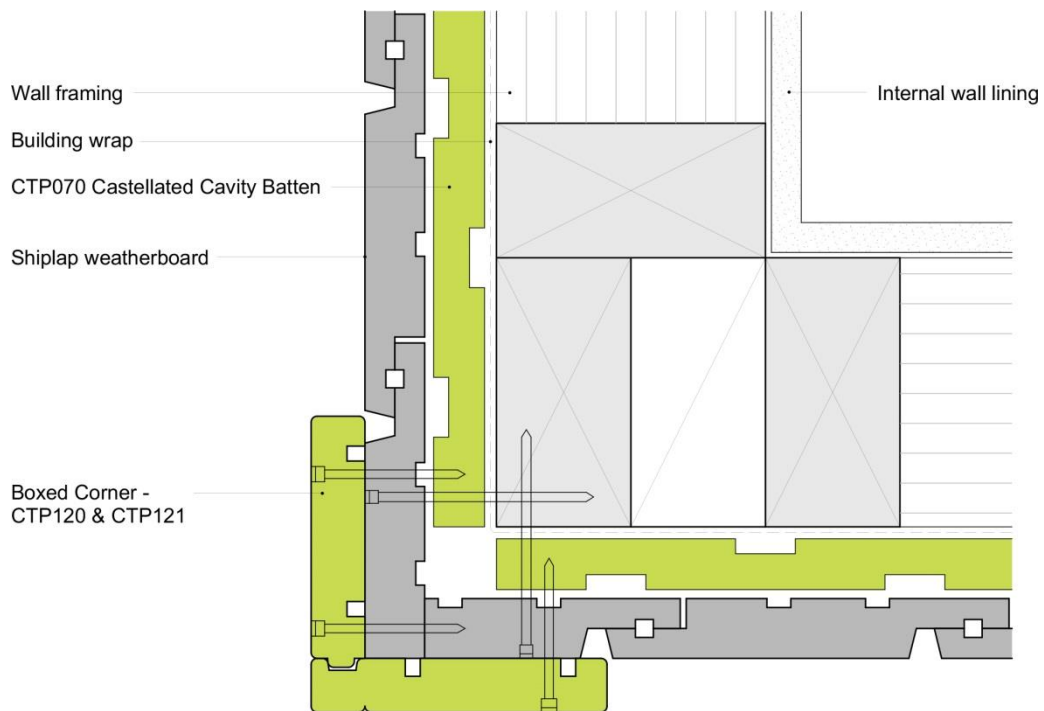 Wall framing
Internal wall lining
Building wrap
CTP070 Castellated Cavity Batten
Shiplap weatherboard
Boxed Corner -
CTP120 & CTP121